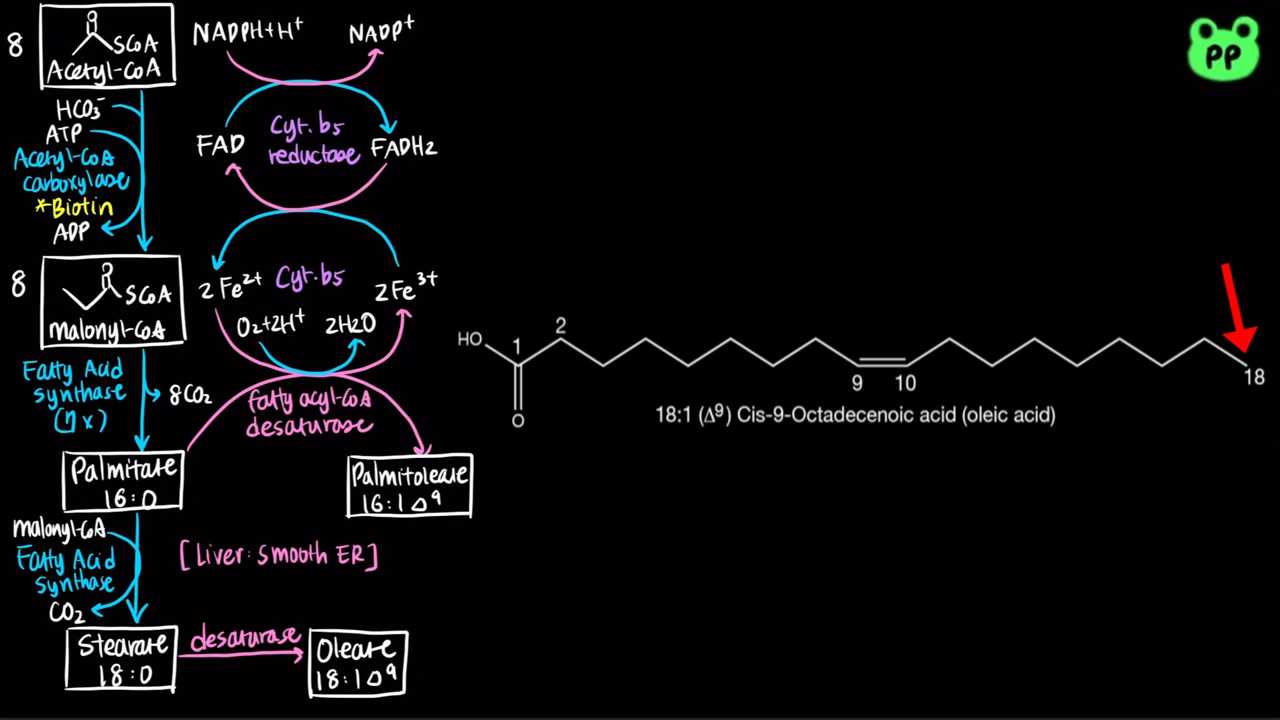 8
SCoA
Acetyl-CoA
HCO3-
ATP
Acetyl-CoA
carboxylase
*Biotin
ADP
8
SCoA
malonyl-CoA
Fatty Acid
synthase
(7x)
8CO2
Palmitate
16:0
malonyl-CoA
Fatty Acid
synthase
CO2
Stearate
18:0
NADPH+H+
NADP+
Cyt.b5
reductase
FAD
FADH2
2Fe2+
Cyt.b5
2Fe3+
O2+2H+
2H2O
fatty acyl-CoA
desaturase
Palmitolease
16:1Δ9
[Liver: Smooth ER]
desaturase
Olease
18:1Δ9
HO
1
2
O
9
10
18
18:1 (Δ9) Cis-9-Octadecenoic acid (oleic acid)
PP